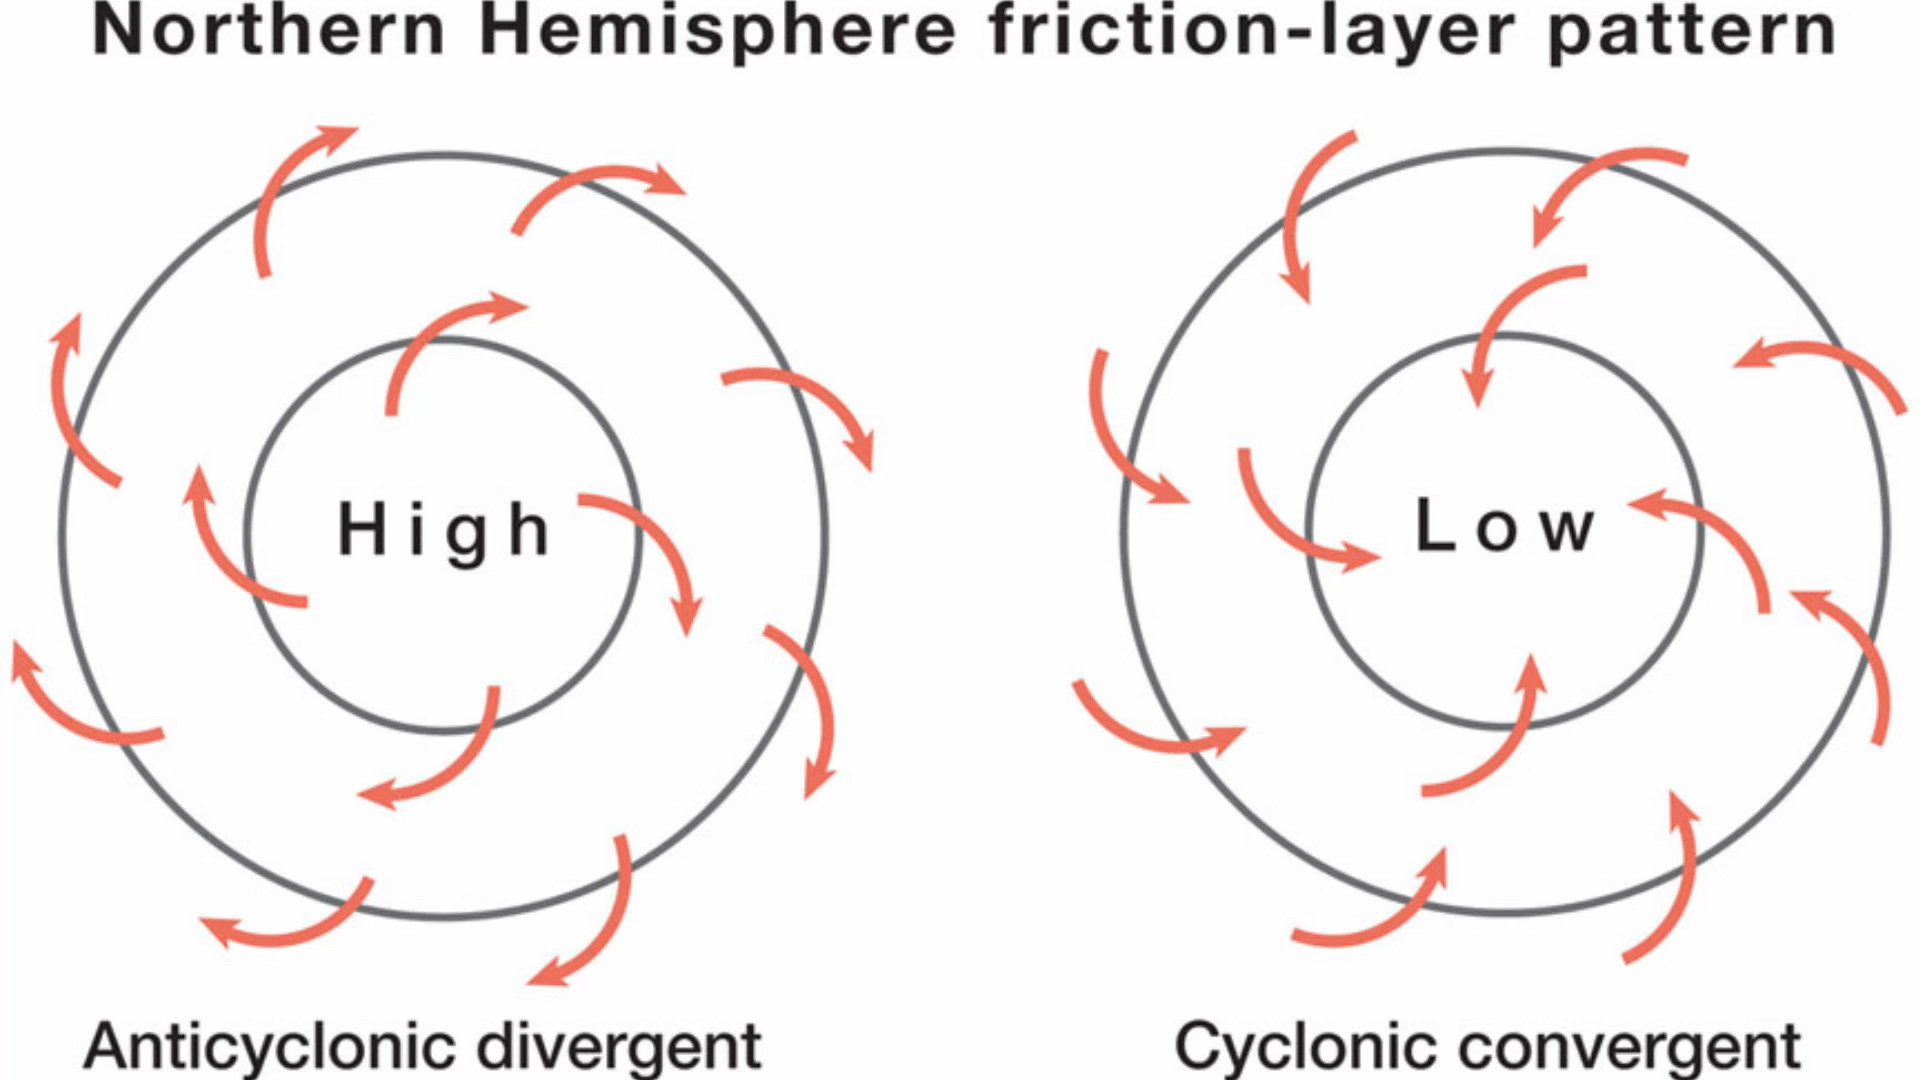 Northern Hemisphere friction-layer pattern
High
Low
Anticyclonic divergent
Cyclonic convergent